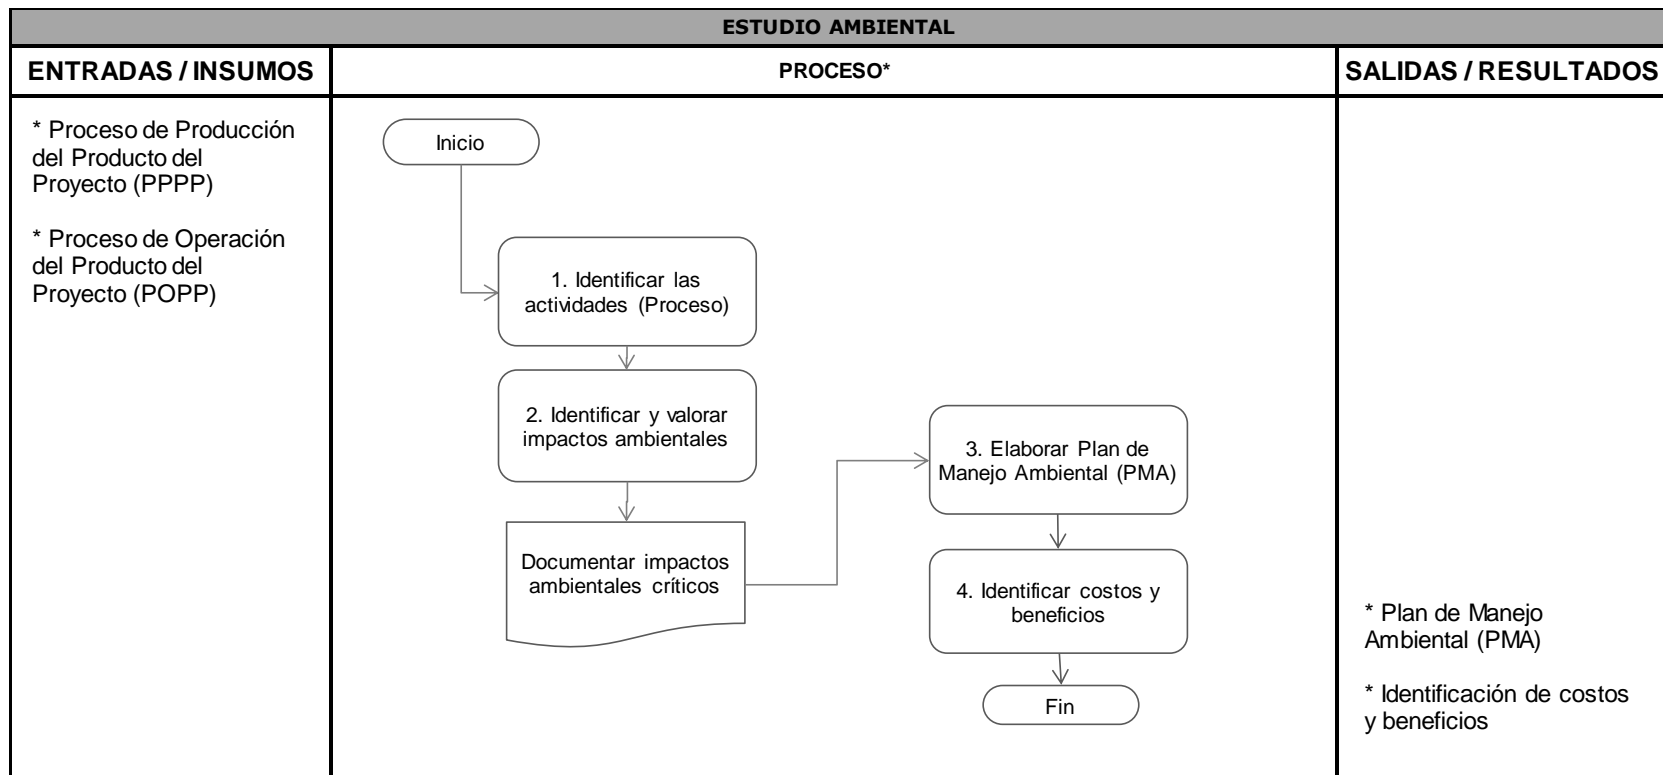 ESTUDIO AMBIENTAL
ENTRADAS / INSUMOS
PROCESO*
SALIDAS / RESULTADOS
* Proceso de Producción
del Producto del
Proyecto (PPPP)
* Proceso de Operación
del Producto del
Proyecto (POPP)
Inicio
1. Identificar las
actividades (Proceso)
2. Identificar y valorar
impactos ambientales
Documentar impactos
ambientales críticos
3. Elaborar Plan de
Manejo Ambiental (PMA)
4. Identificar costos y
beneficios
Fin
* Plan de Manejo
Ambiental (PMA)
* Identificación de costos
y beneficios